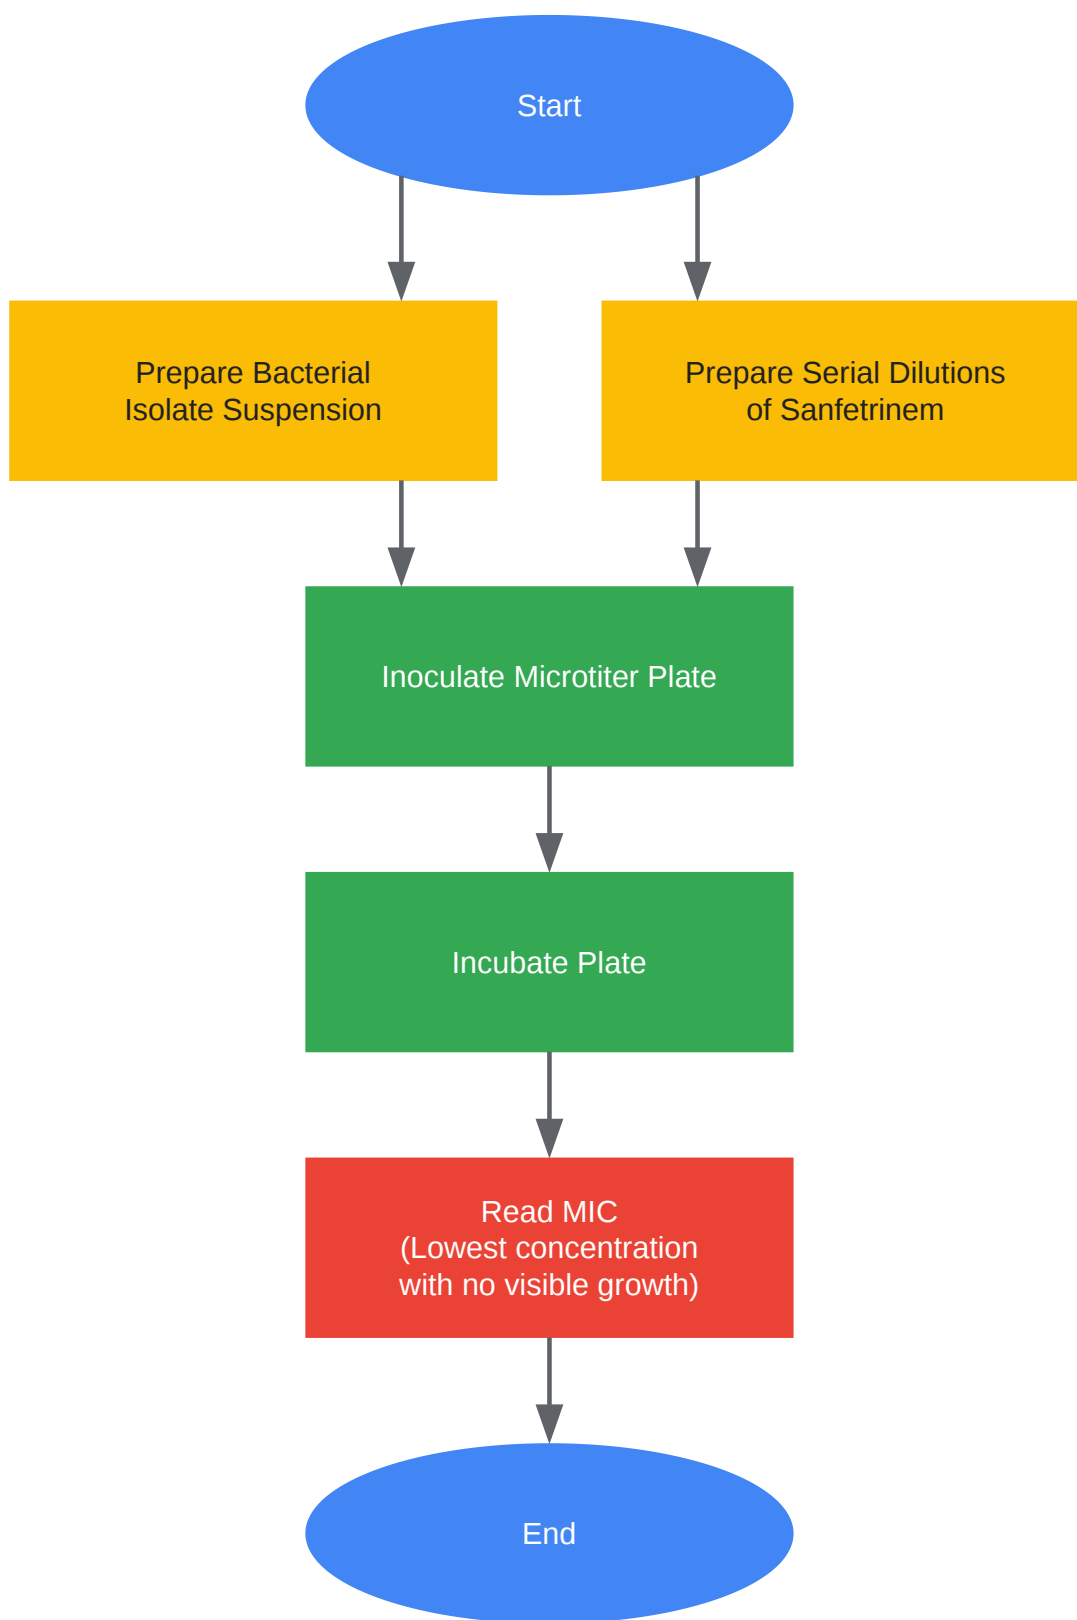 Start
Prepare Bacterial
Isolate Suspension
Prepare Serial Dilutions
of Sanfetrinem
Inoculate Microtiter Plate
Incubate Plate
Read MIC
(Lowest concentration
with no visible growth)
End